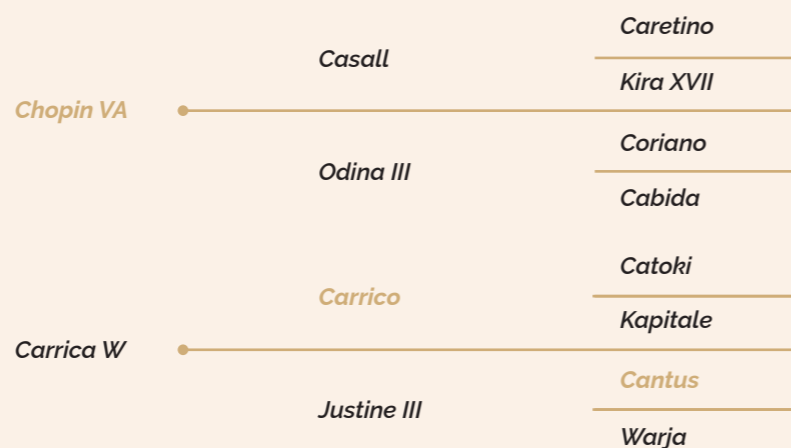 Caretino
Casall
Kira XVII
Chopin VA
Coriano
Odina III
Cabida
Catoki
Carrico
Kapitale
Carrica W
Cantus
Justine III
Warja